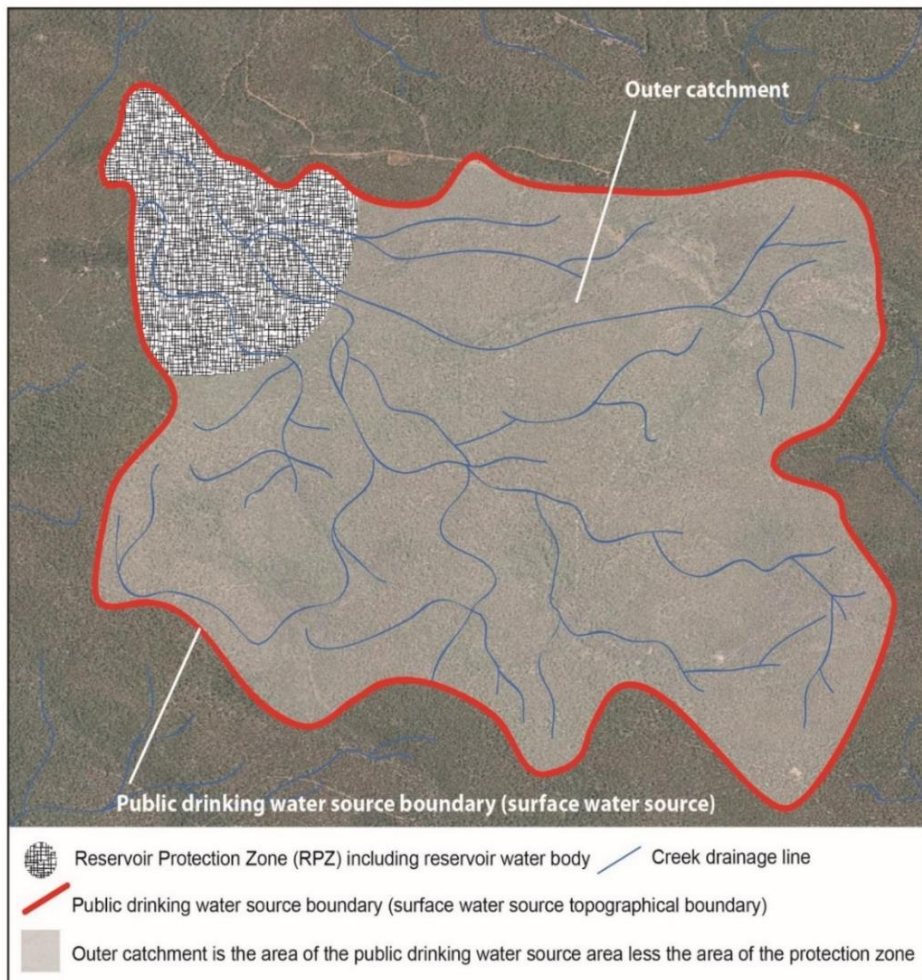 Outer catchment
Public drinking water source boundary (surface water source)
Reservoir Protection Zone (RPZ) including reservoir water body
Creek drainage line
Public drinking water source boundary (surface water source topographical boundary)
Outer catchment is the area of the public drinking water source area less the area of the protection zone